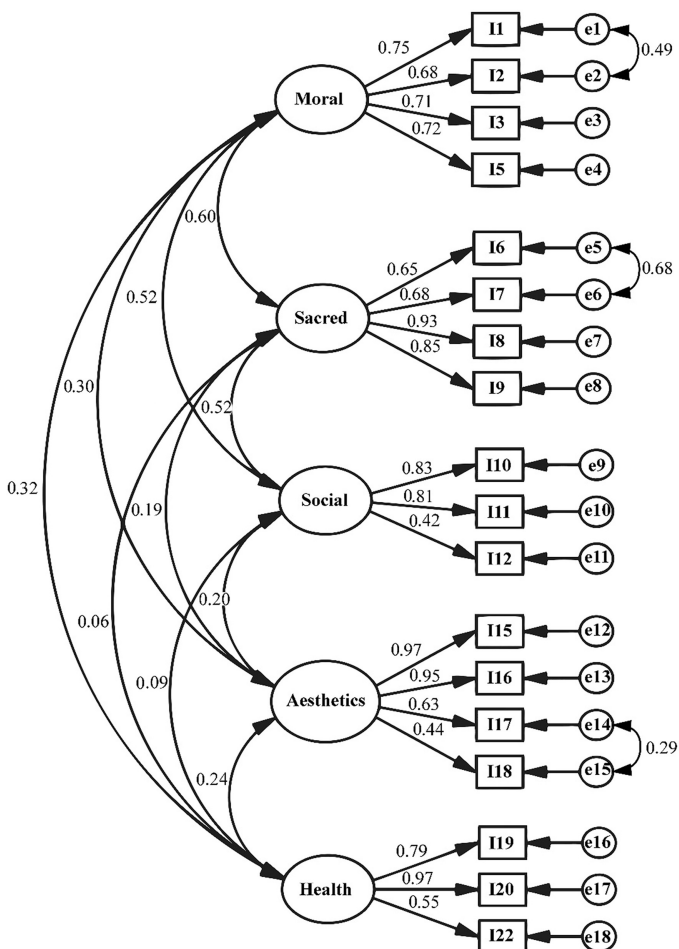 0.75 I1 e1
0.49
Moral 0.68 I2 e2
0.71 I3 e3
0.72 I5 e4
0.60
0.65 I6 e5
0.68
Sacred 0.68 I7 e6
0.93 I8 e7
0.85 I9 e8
0.52
0.30
0.52
0.32
0.83 I10 e9
Social 0.81 I11 e10
0.42 I12 e11
0.19
0.20
0.06
0.97 I15 e12
0.09
Aesthetics 0.95 I16 e13
0.63 I17 e14
0.29
0.44 I18 e15
0.24
0.79 I19 e16
Health 0.97 I20 e17
0.55 I22 e18